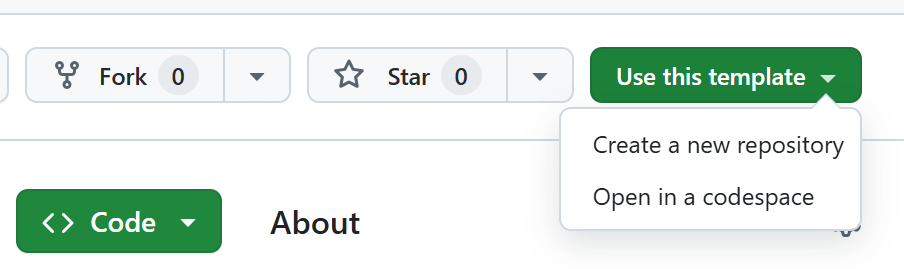 Fork 0
Star 0
Use this template
Create a new repository
Open in a codespace
Code
About